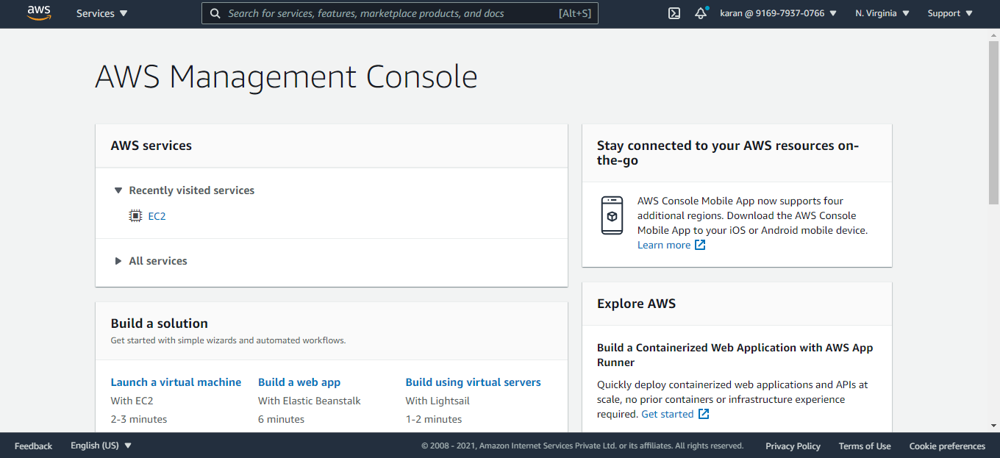 aws
Services
Search for services, features, marketplace products, and docs
[Alt+S]
karan @ 9169-7937-0766
N. Virginia
Support
AWS Management Console
AWS services
Recently visited services
EC2
All services
Build a solution
Get started with simple wizards and automated workflows.
Launch a virtual machine
With EC2
2-3 minutes
Build a web app
With Elastic Beanstalk
6 minutes
Build using virtual servers
With Lightsail
1-2 minutes
Stay connected to your AWS resources on-
the-go
AWS Console Mobile App now supports four
additional regions. Download the AWS Console
Mobile App to your iOS or Android mobile device.
Learn more
Explore AWS
Build a Containerized Web Application with AWS App
Runner
Quickly deploy containerized web applications and APIs at
scale, no prior containers or infrastructure experience
required. Get started
Feedback
English (US)
© 2008 - 2021, Amazon Internet Services Private Ltd. or its affiliates. All rights reserved.
Privacy Policy
Terms of Use
Cookie preferences